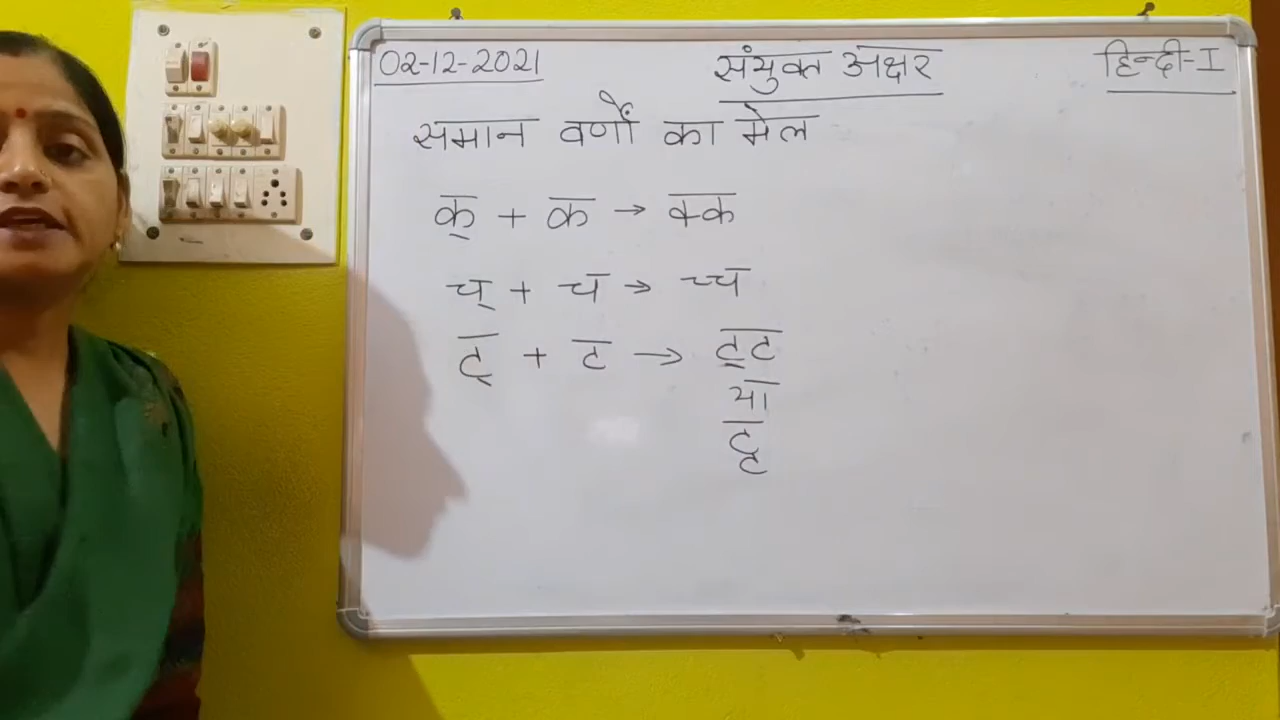 02-12-2021 संयुक्त अक्षर हिन्दी-I
समान वर्णों का मेल
क् + क → क्क
च् + च → च्च
ट् + ट → ट्‌ट
या
ट्ट